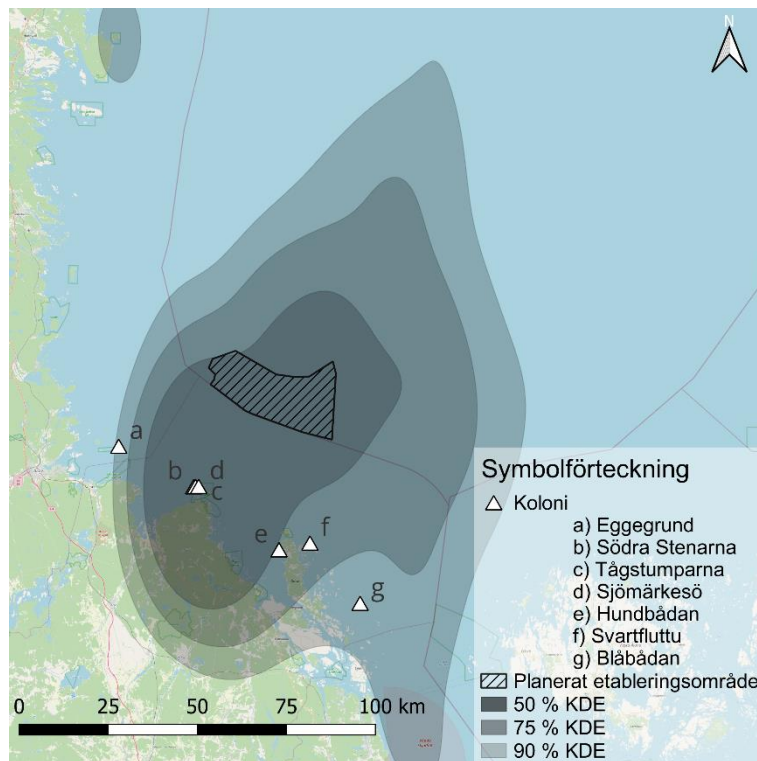 N
a
b
d
c
e
f
g
Symbolförteckning
Koloni
a) Eggegrund
b) Södra Stenarna
c) Tågstumparna
d) Sjömärkesö
e) Hundbådan
f) Svartfluttu
g) Blåbådan
Planerat etableringsområde
50 % KDE
75 % KDE
90 % KDE
0 25 50 75 100 km